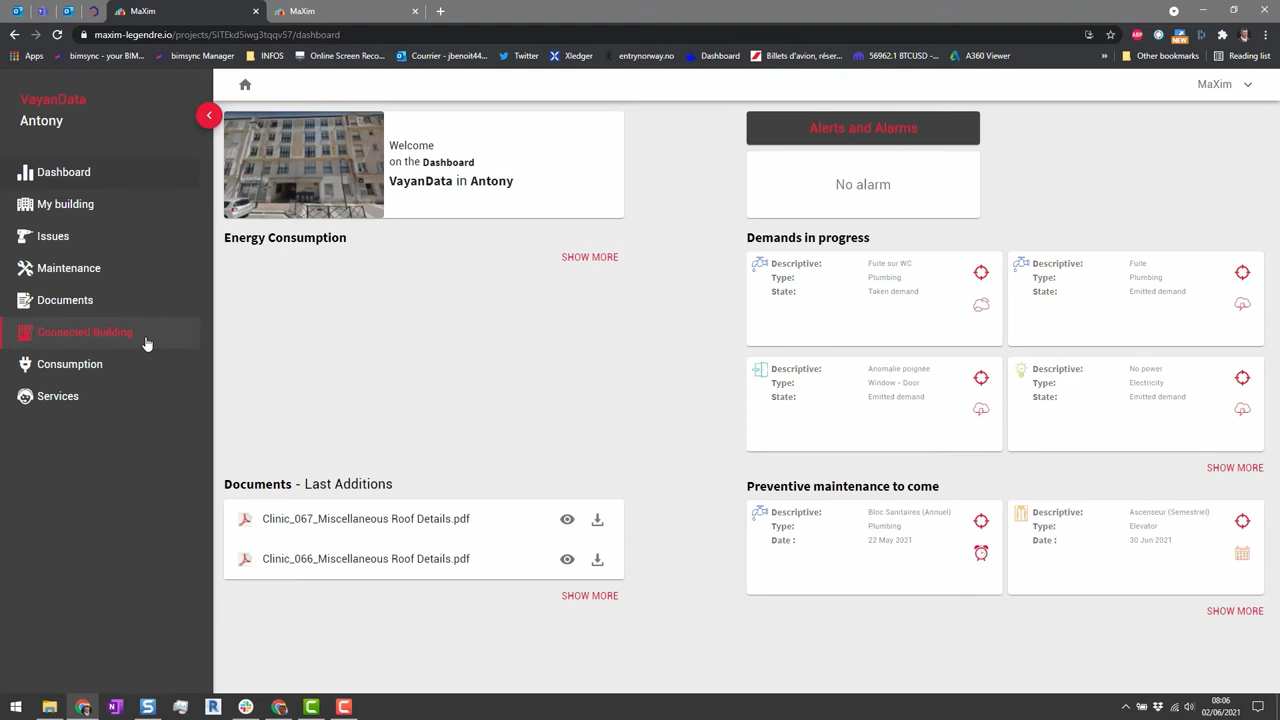 MaXim
MaXim
maxim-legendre.io/projects/SITEkd5iwg3tqqv57/dashboard
Apps
bimsync - your BIM...
bimsync Manager
INFOS
Online Screen Reco...
Courrier - jbenoit44...
Twitter
Xledger
entrynorway.no
Dashboard
Billets d'avion, réser...
56962.1 BTCUSD -...
A360 Viewer
»
Other bookmarks
Reading list
VayanData
Antony
MaXim
Dashboard
My building
Issues
Maintenance
Documents
Connected Building
Consumption
Services
Welcome
on the Dashboard
VayanData in Antony
Energy Consumption
SHOW MORE
Documents - Last Additions
Clinic_067_Miscellaneous Roof Details.pdf
Clinic_066_Miscellaneous Roof Details.pdf
SHOW MORE
Alerts and Alarms
No alarm
Demands in progress
Descriptive: Fuite sur WC
Type: Plumbing
State: Taken demand
Descriptive: Fuite
Type: Plumbing
State: Emitted demand
Descriptive: Anomalie poignée
Type: Window - Door
State: Emitted demand
Descriptive: No power
Type: Electricity
State: Emitted demand
SHOW MORE
Preventive maintenance to come
Descriptive: Bloc Sanitaires (Annuel)
Type: Plumbing
Date : 22 May 2021
Descriptive: Ascenseur (Semestriel)
Type: Elevator
Date : 30 Jun 2021
SHOW MORE
08:06
02/06/2021